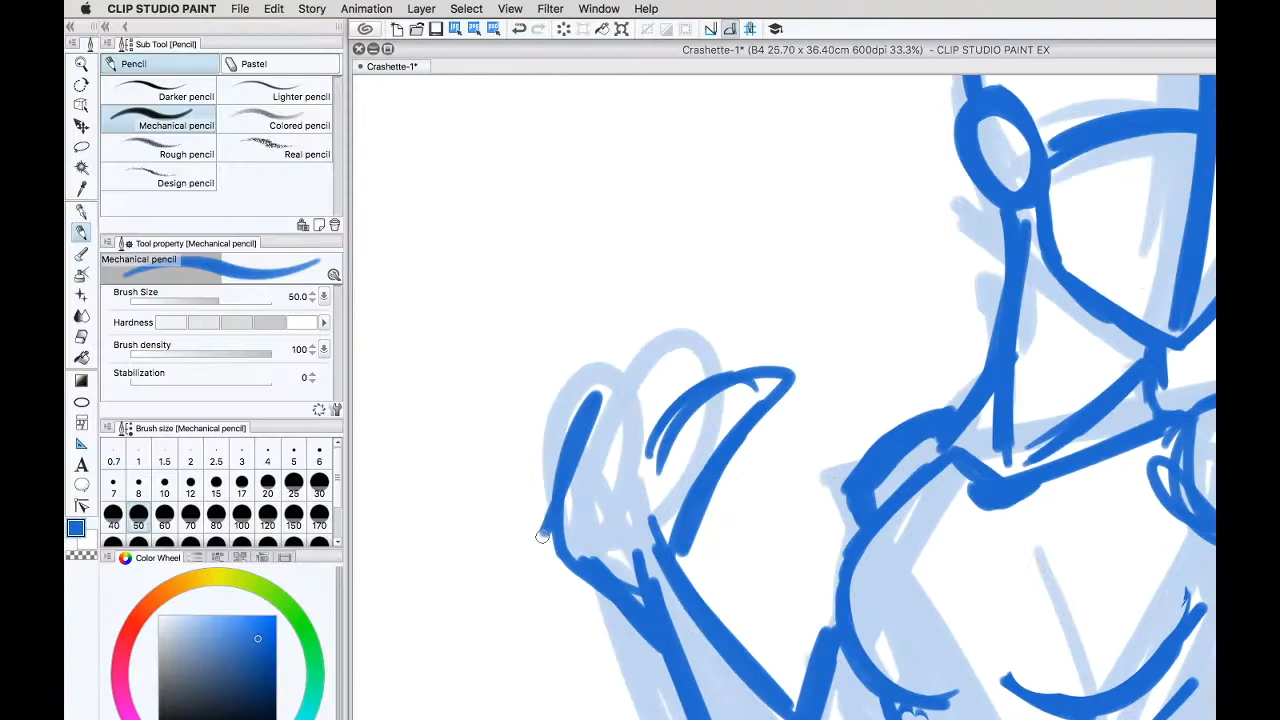 CLIP STUDIO PAINT File Edit Story Animation Layer Select View Filter Window Help
Crashette-1* (B4 25.70 x 36.40cm 600dpi 33.3%) - CLIP STUDIO PAINT EX
Crashette-1*
Sub Tool [Pencil]
Pencil Pastel
Darker pencil Lighter pencil
Mechanical pencil Colored pencil
Rough pencil Real pencil
Design pencil
Tool property [Mechanical pencil]
Mechanical pencil
Brush Size 50.0
Hardness
Brush density 100
Stabilization 0
Brush size [Mechanical pencil]
0.7 1 1.5 2 2.5 3 4 5 6
7 8 10 12 15 17 20 25 30
40 50 60 70 80 100 120 150 170
Color Wheel